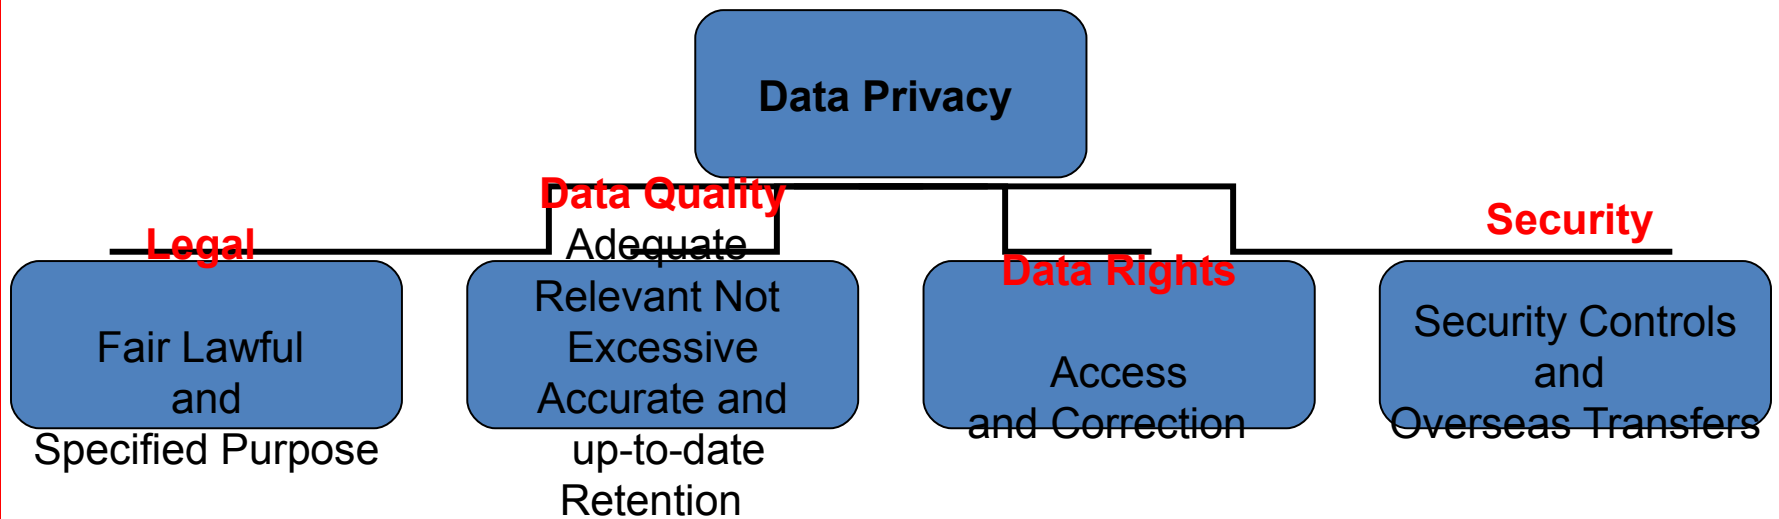 Data Privacy
Legal
Fair Lawful
and
Specified Purpose
Data Quality
Adequate
Relevant Not
Excessive
Accurate and
up-to-date
Retention
Data Rights
Access
and Correction
Security
Security Controls
and
Overseas Transfers